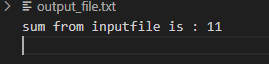 output_file.txt
sum from inputfile is : 11